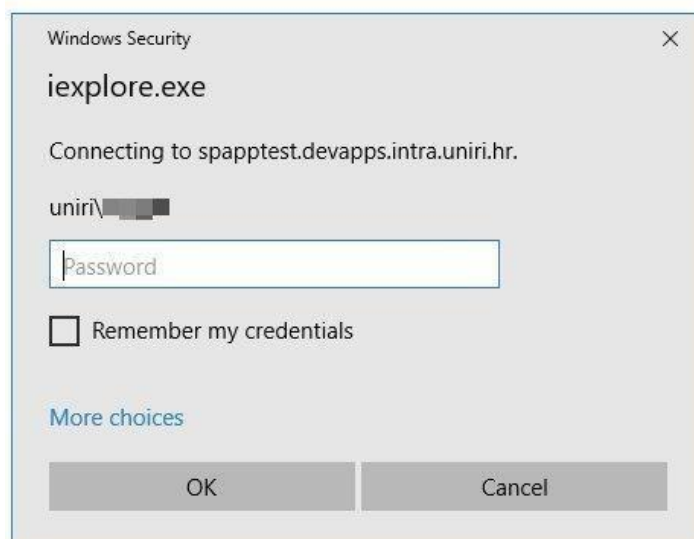 Windows Security
iexplore.exe
Connecting to spapptest.devapps.intra.uniri.hr.
uniri\
Password
Remember my credentials
More choices
OK Cancel